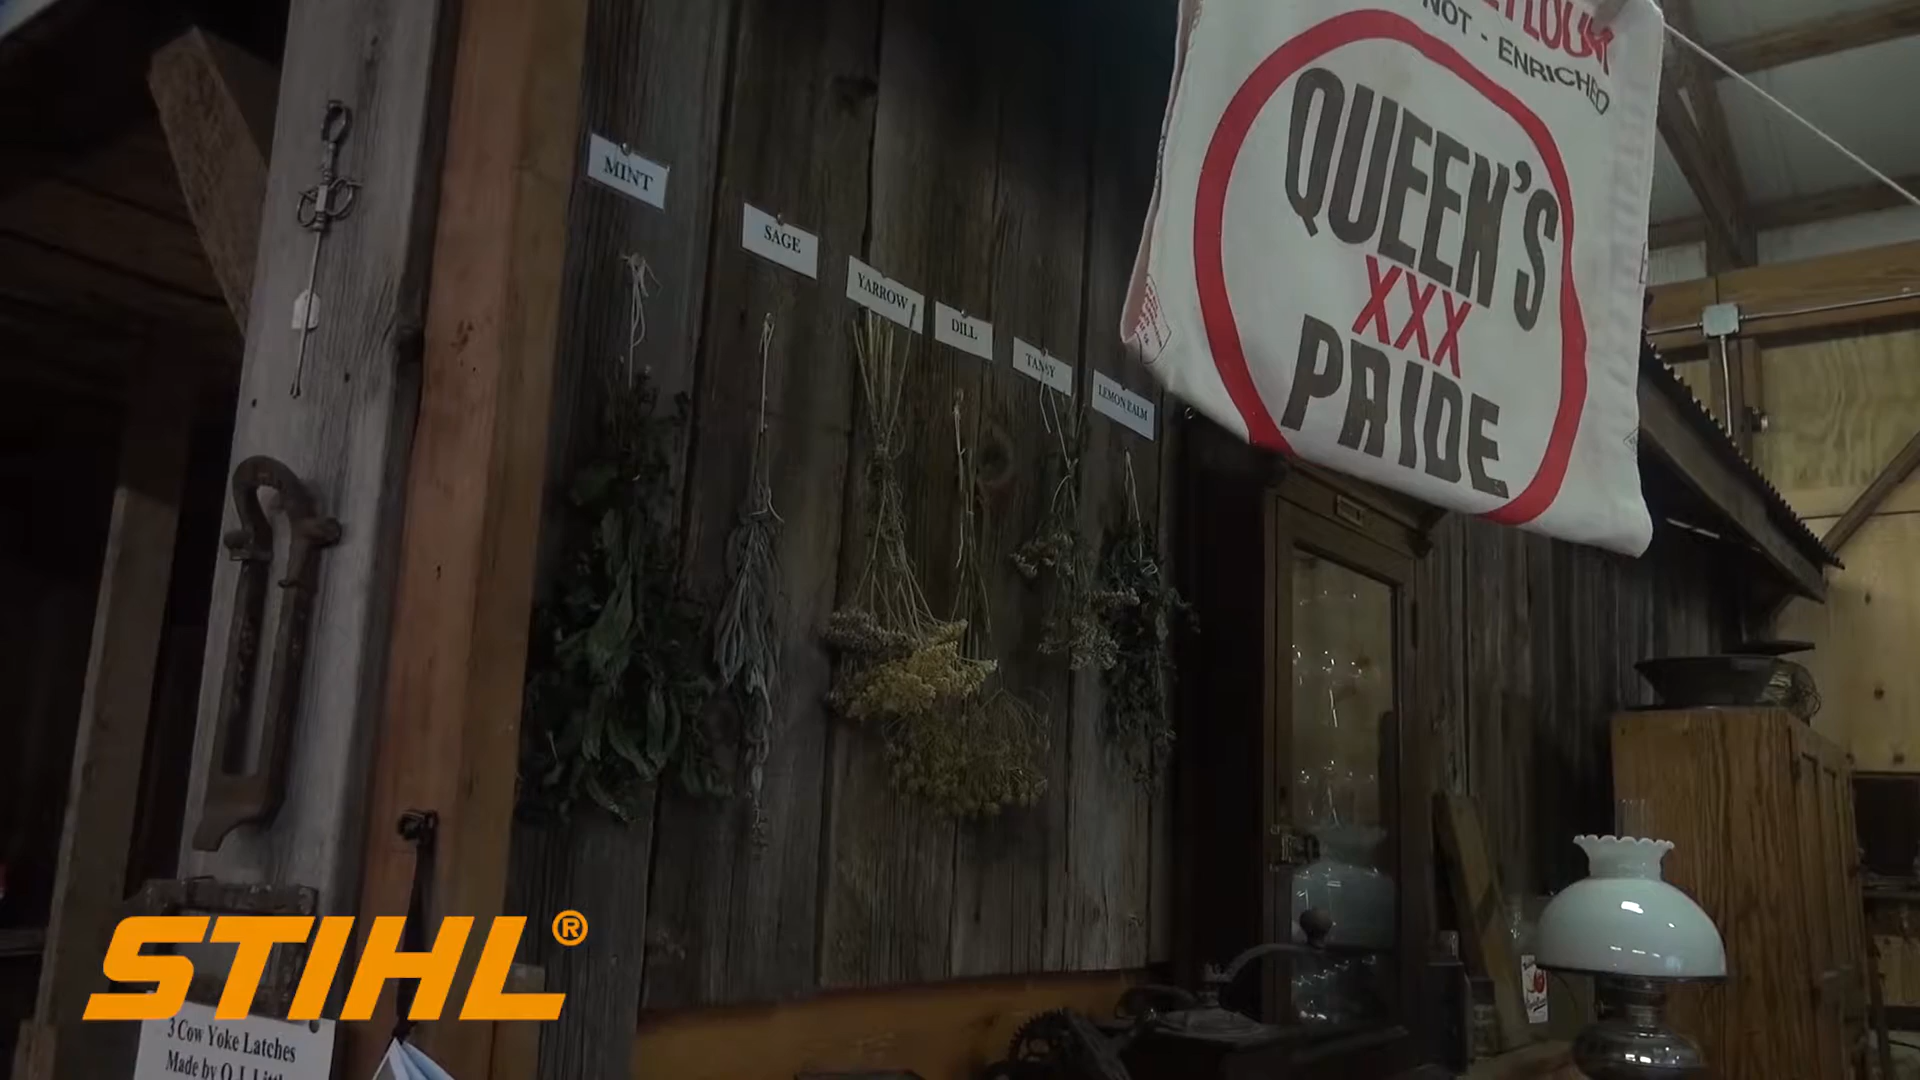 MINT
SAGE
YARROW
DILL
TANSY
LEMON BALM
FLOUR
NOT - ENRICHED
QUEEN'S
XXX
PRIDE
STIHL®
3 Cow Yoke Latches
Made by O. J.